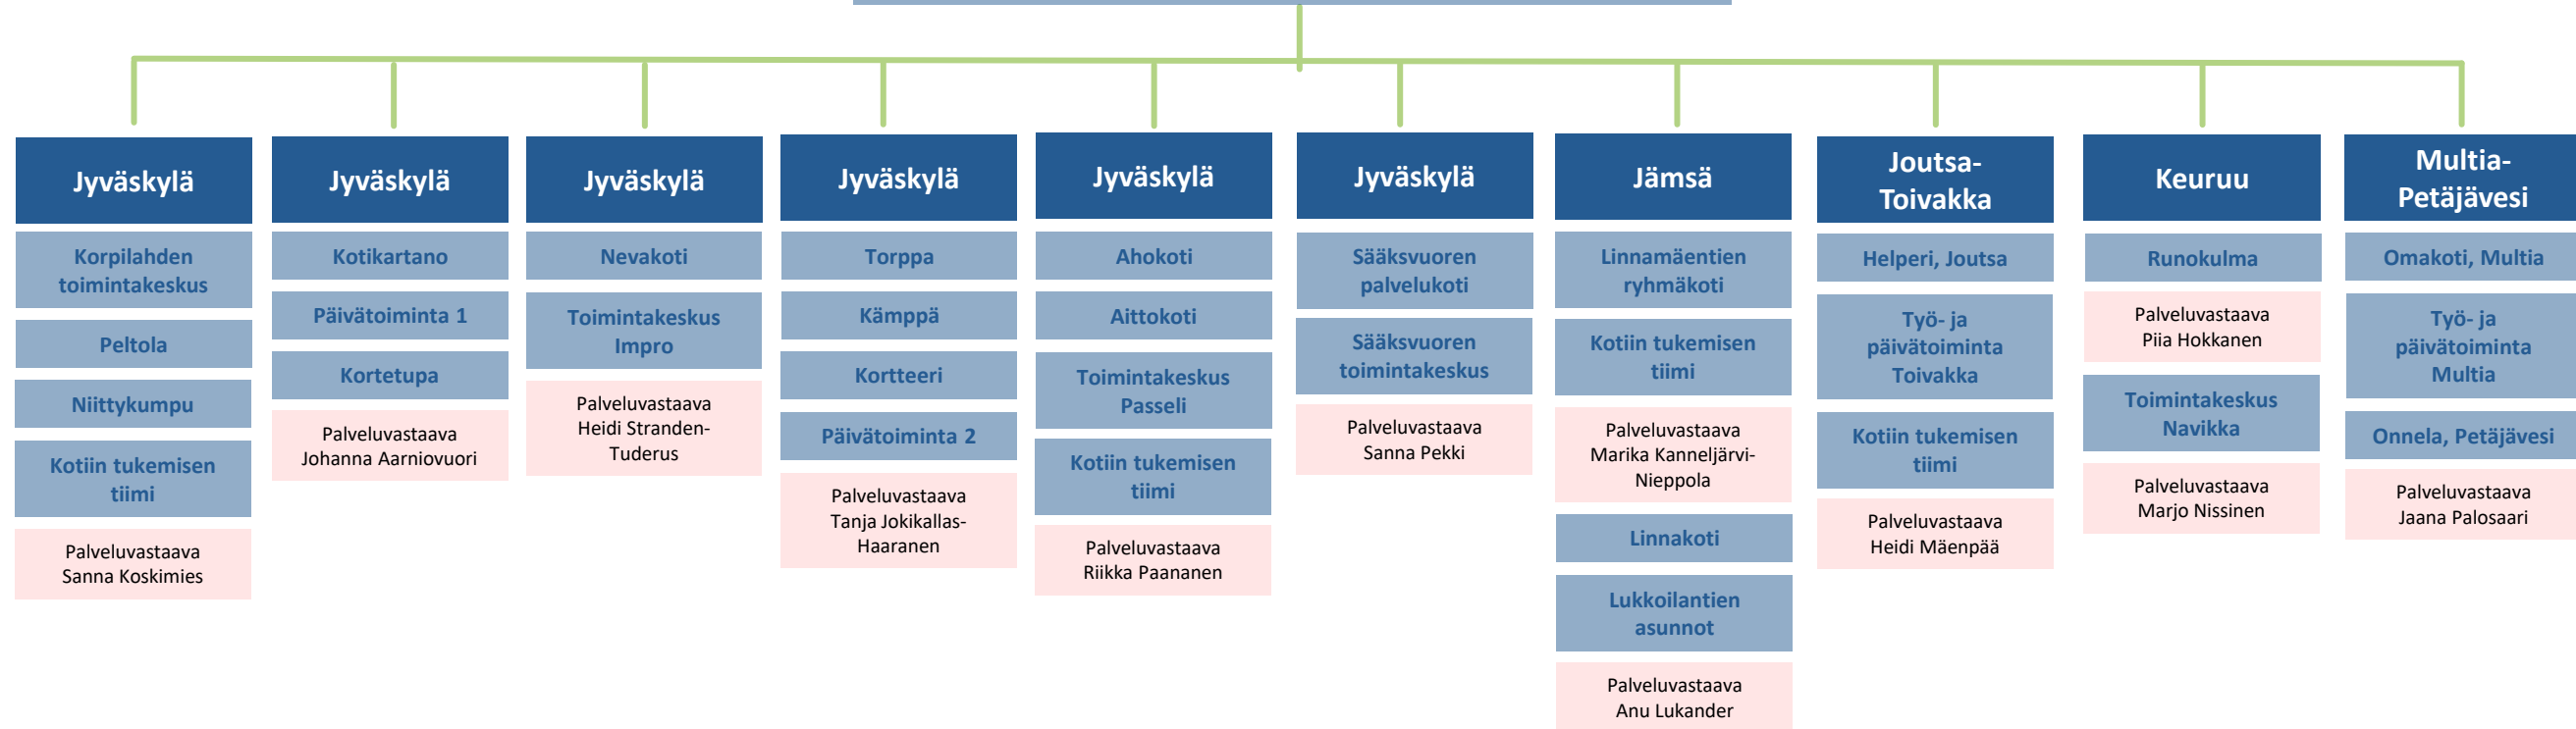 Jyväskylä
Korpilahden
toimintakeskus
Peltola
Niittykumpu
Kotiin tukemisen
tiimi
Palveluvastaava
Sanna Koskimies
Jyväskylä
Kotikartano
Päivätoiminta 1
Kortetupa
Palveluvastaava
Johanna Aarniovuori
Jyväskylä
Nevakoti
Toimintakeskus
Impro
Palveluvastaava
Heidi Stranden-
Tuderus
Jyväskylä
Torppa
Kämppä
Kortteeri
Päivätoiminta 2
Palveluvastaava
Tanja Jokikallas-
Haaranen
Jyväskylä
Ahokoti
Aittokoti
Toimintakeskus
Passeli
Kotiin tukemisen
tiimi
Palveluvastaava
Riikka Paananen
Jyväskylä
Sääksvuoren
palvelukoti
Sääksvuoren
toimintakeskus
Palveluvastaava
Sanna Pekki
Jämsä
Linnamäentien
ryhmäkoti
Kotiin tukemisen
tiimi
Palveluvastaava
Marika Kanneljärvi-
Nieppola
Linnakoti
Lukkoilantien
asunnot
Palveluvastaava
Anu Lukander
Joutsa-
Toivakka
Helperi, Joutsa
Työ- ja
päivätoiminta
Toivakka
Kotiin tukemisen
tiimi
Palveluvastaava
Heidi Mäenpää
Keuruu
Runokulma
Palveluvastaava
Piia Hokkanen
Toimintakeskus
Navikka
Palveluvastaava
Marjo Nissinen
Multia-
Petäjävesi
Omakoti, Multia
Työ- ja
päivätoiminta
Multia
Onnela, Petäjävesi
Palveluvastaava
Jaana Palosaari